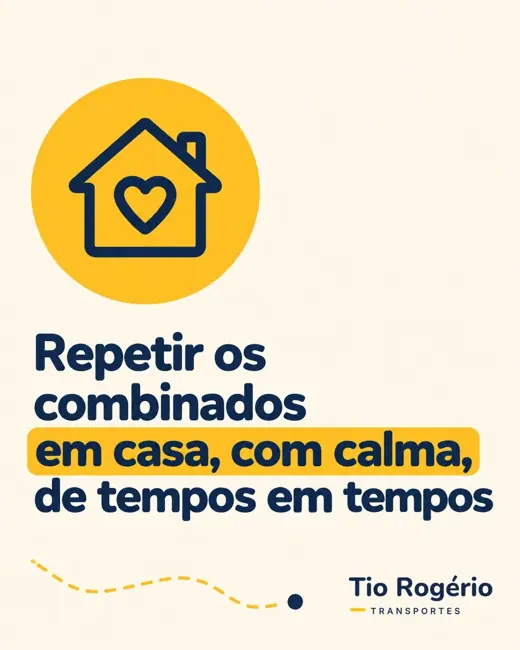 Repetir os
combinados
em casa, com calma,
de tempos em tempos
Tio Rogério
TRANSPORTES